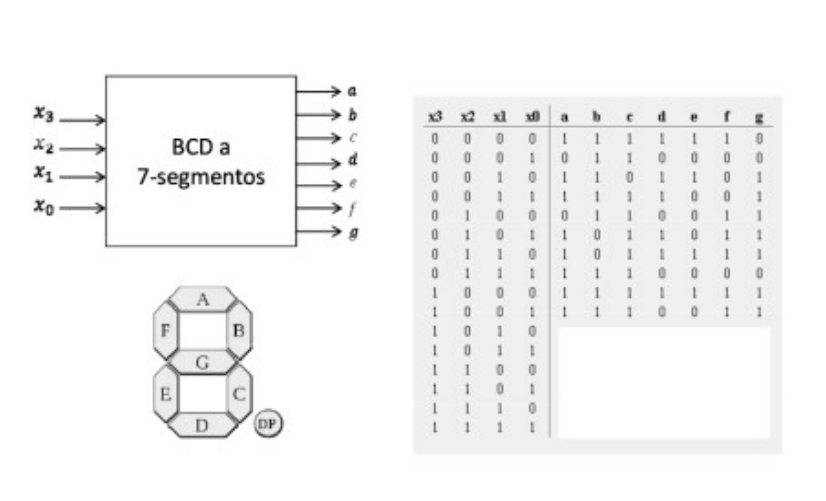 x3
x2
x1
x0
BCD a
7-segmentos
a
b
c
d
e
f
g
A
F B
G
E C
D
DP
x3 x2 x1 x0 a b c d e f g
0 0 0 0 1 1 1 1 1 1 0
0 0 0 1 0 1 1 0 0 0 0
0 0 1 0 1 1 0 1 1 0 1
0 0 1 1 1 1 1 1 0 0 1
0 1 0 0 0 1 1 0 0 1 1
0 1 0 1 1 0 1 1 0 1 1
0 1 1 0 1 0 1 1 1 1 1
0 1 1 1 1 1 1 0 0 0 0
1 0 0 0 1 1 1 1 1 1 1
1 0 0 1 1 1 1 0 0 1 1
1 0 1 0
1 0 1 1
1 1 0 0
1 1 0 1
1 1 1 0
1 1 1 1